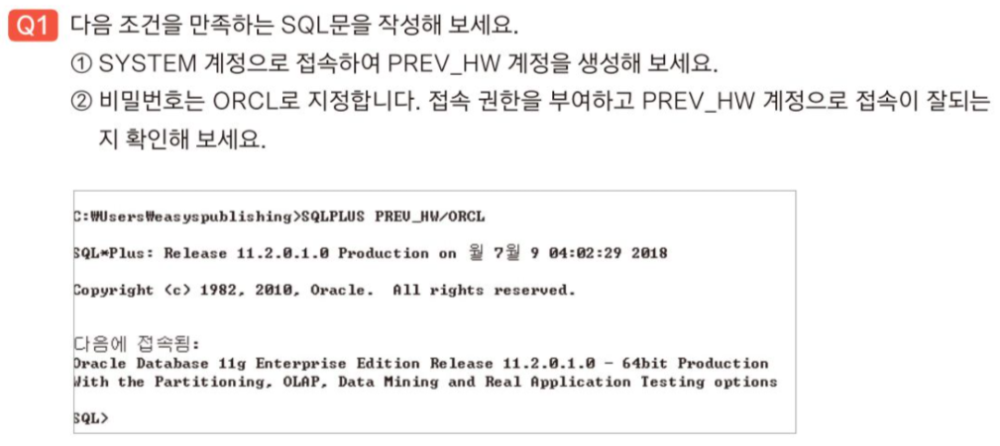 Q1 다음 조건을 만족하는 SQL문을 작성해 보세요.
① SYSTEM 계정으로 접속하여 PREV_HW 계정을 생성해 보세요.
② 비밀번호는 ORCL로 지정합니다. 접속 권한을 부여하고 PREV_HW 계정으로 접속이 잘되는
지 확인해 보세요.
C:₩Users₩easyspublishing>SQLPLUS PREV_HW/ORCL
SQL*Plus: Release 11.2.0.1.0 Production on 월 7월 9 04:02:29 2018
Copyright (c) 1982, 2010, Oracle.  All rights reserved.
다음에 접속됨:
Oracle Database 11g Enterprise Edition Release 11.2.0.1.0 - 64bit Production
With the Partitioning, OLAP, Data Mining and Real Application Testing options
SQL>